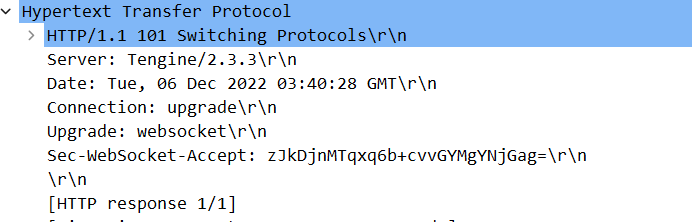 Hypertext Transfer Protocol
HTTP/1.1 101 Switching Protocols\r\n
Server: Tengine/2.3.3\r\n
Date: Tue, 06 Dec 2022 03:40:28 GMT\r\n
Connection: upgrade\r\n
Upgrade: websocket\r\n
Sec-WebSocket-Accept: zJkDjnMTqxq6b+cvvGYMgYNjGag=\r\n
\r\n
[HTTP response 1/1]